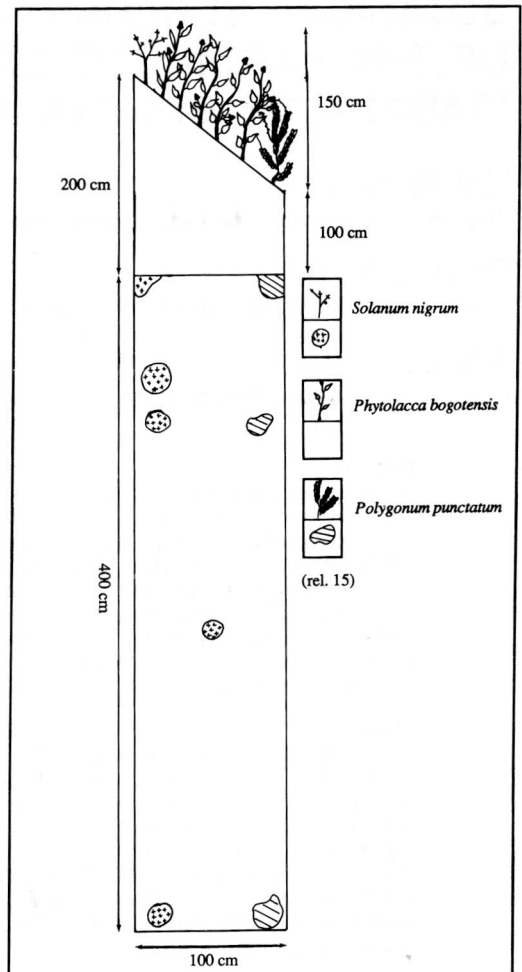 150 cm
200 cm
100 cm
Solanum nigrum
Phytolacca bogotensis
Polygonum punctatum
(rel. 15)
400 cm
100 cm